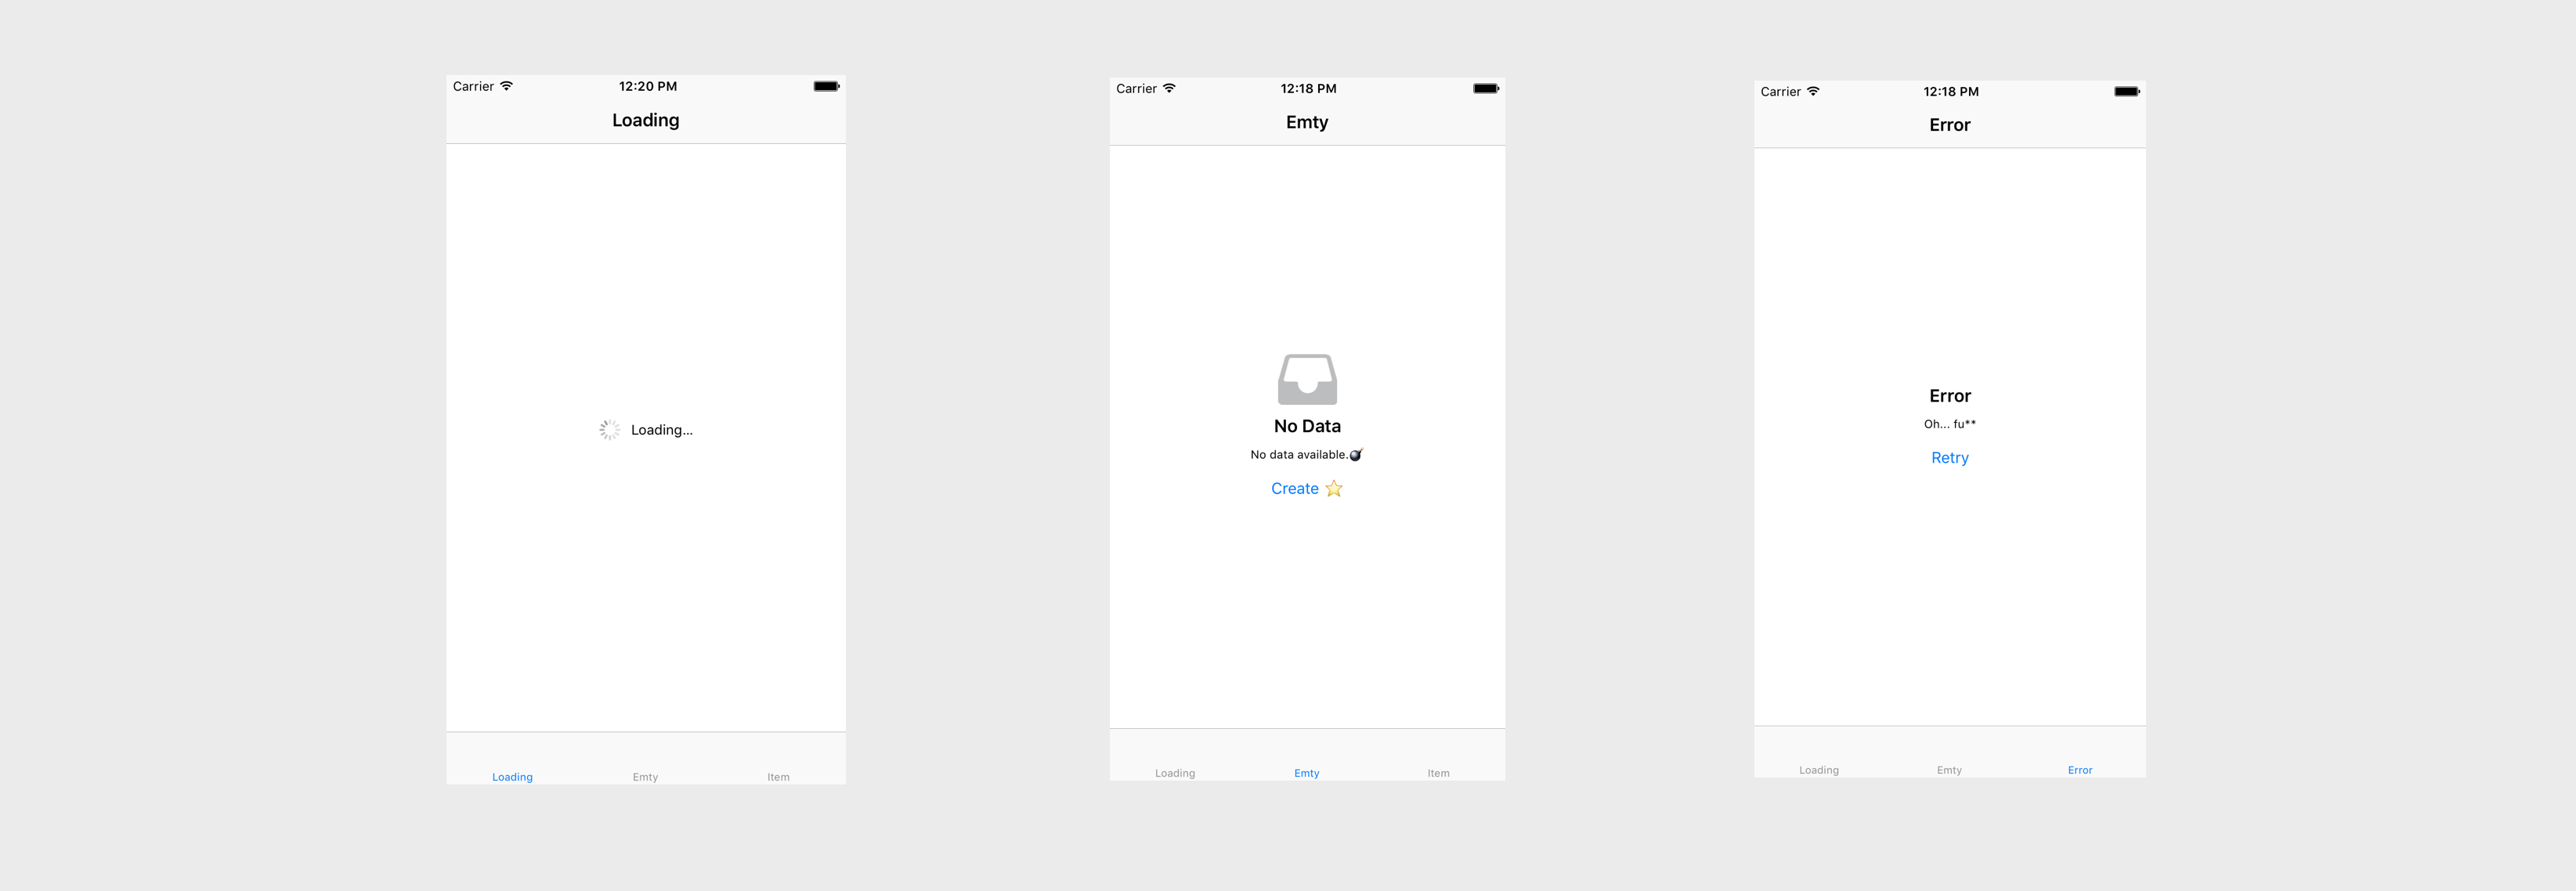 Carrier 12:20 PM
Loading
Loading...
Loading Emty Item
Carrier 12:18 PM
Emty
No Data
No data available.💣
Create ⭐
Loading Emty Item
Carrier 12:18 PM
Error
Error
Oh... fu**
Retry
Loading Emty Error